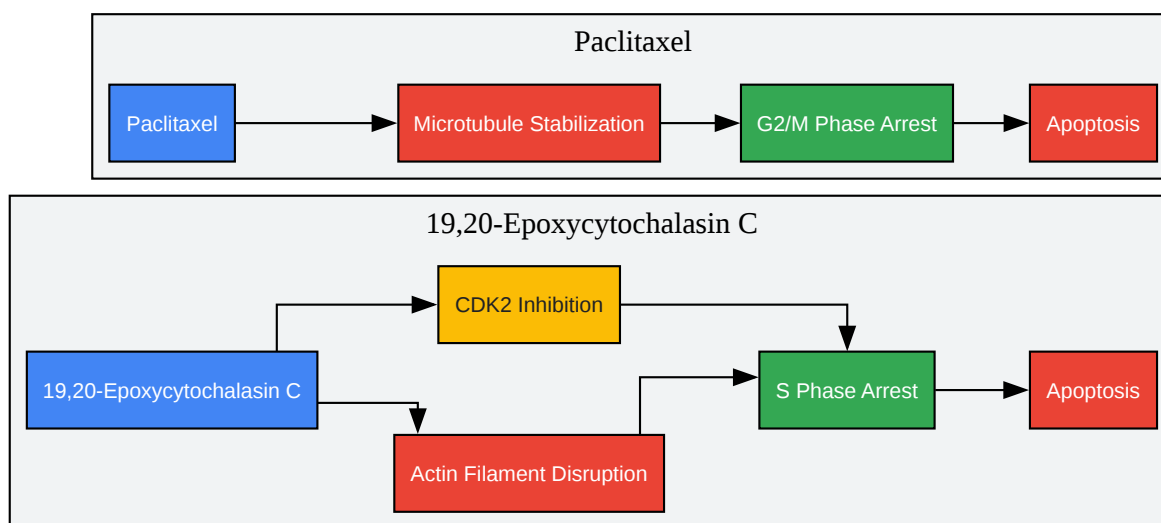 Paclitaxel
Paclitaxel
Microtubule Stabilization
G2/M Phase Arrest
Apoptosis
19,20-Epoxycytochalasin C
CDK2 Inhibition
19,20-Epoxycytochalasin C
S Phase Arrest
Apoptosis
Actin Filament Disruption